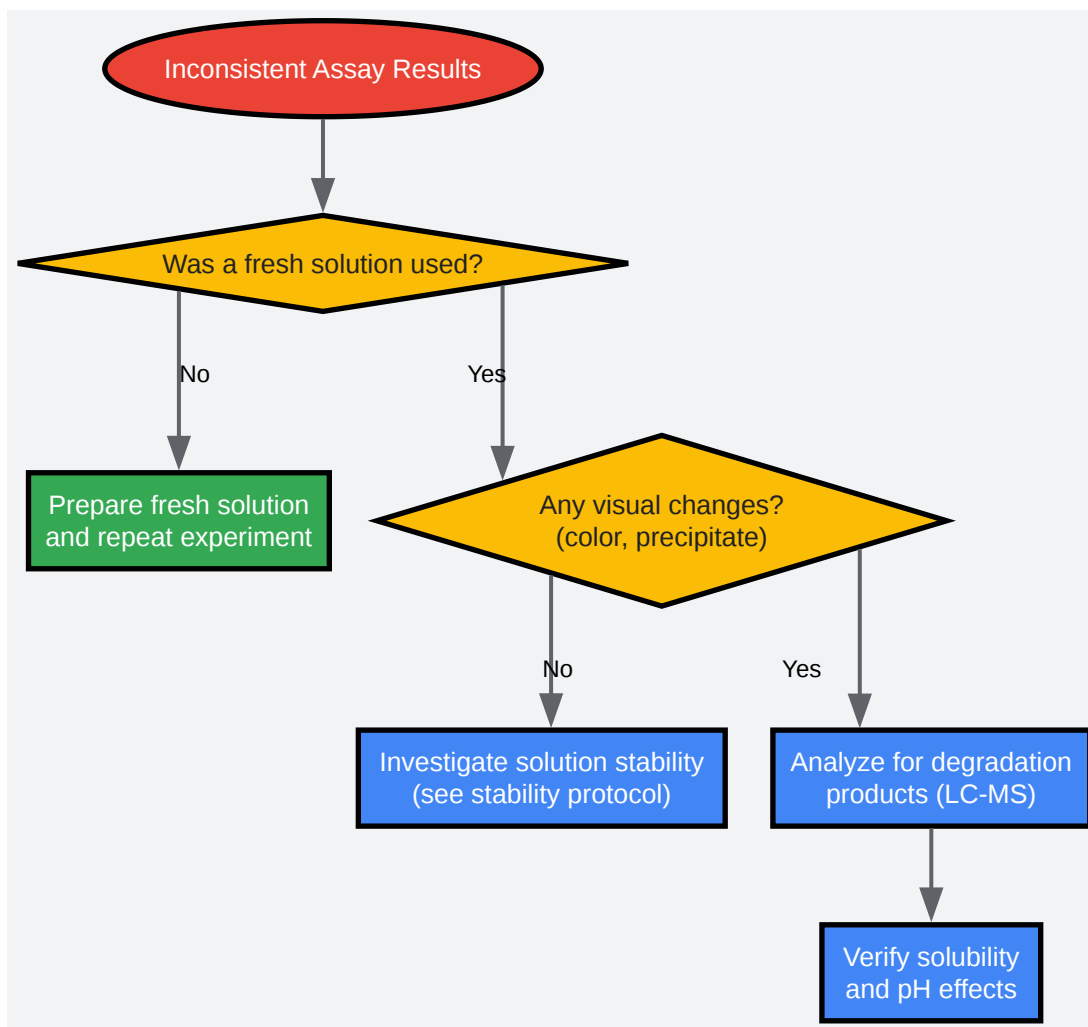 Inconsistent Assay Results
Was a fresh solution used?
No
Yes
Prepare fresh solution
and repeat experiment
Any visual changes?
(color, precipitate)
No
Yes
Investigate solution stability
(see stability protocol)
Analyze for degradation
products (LC-MS)
Verify solubility
and pH effects